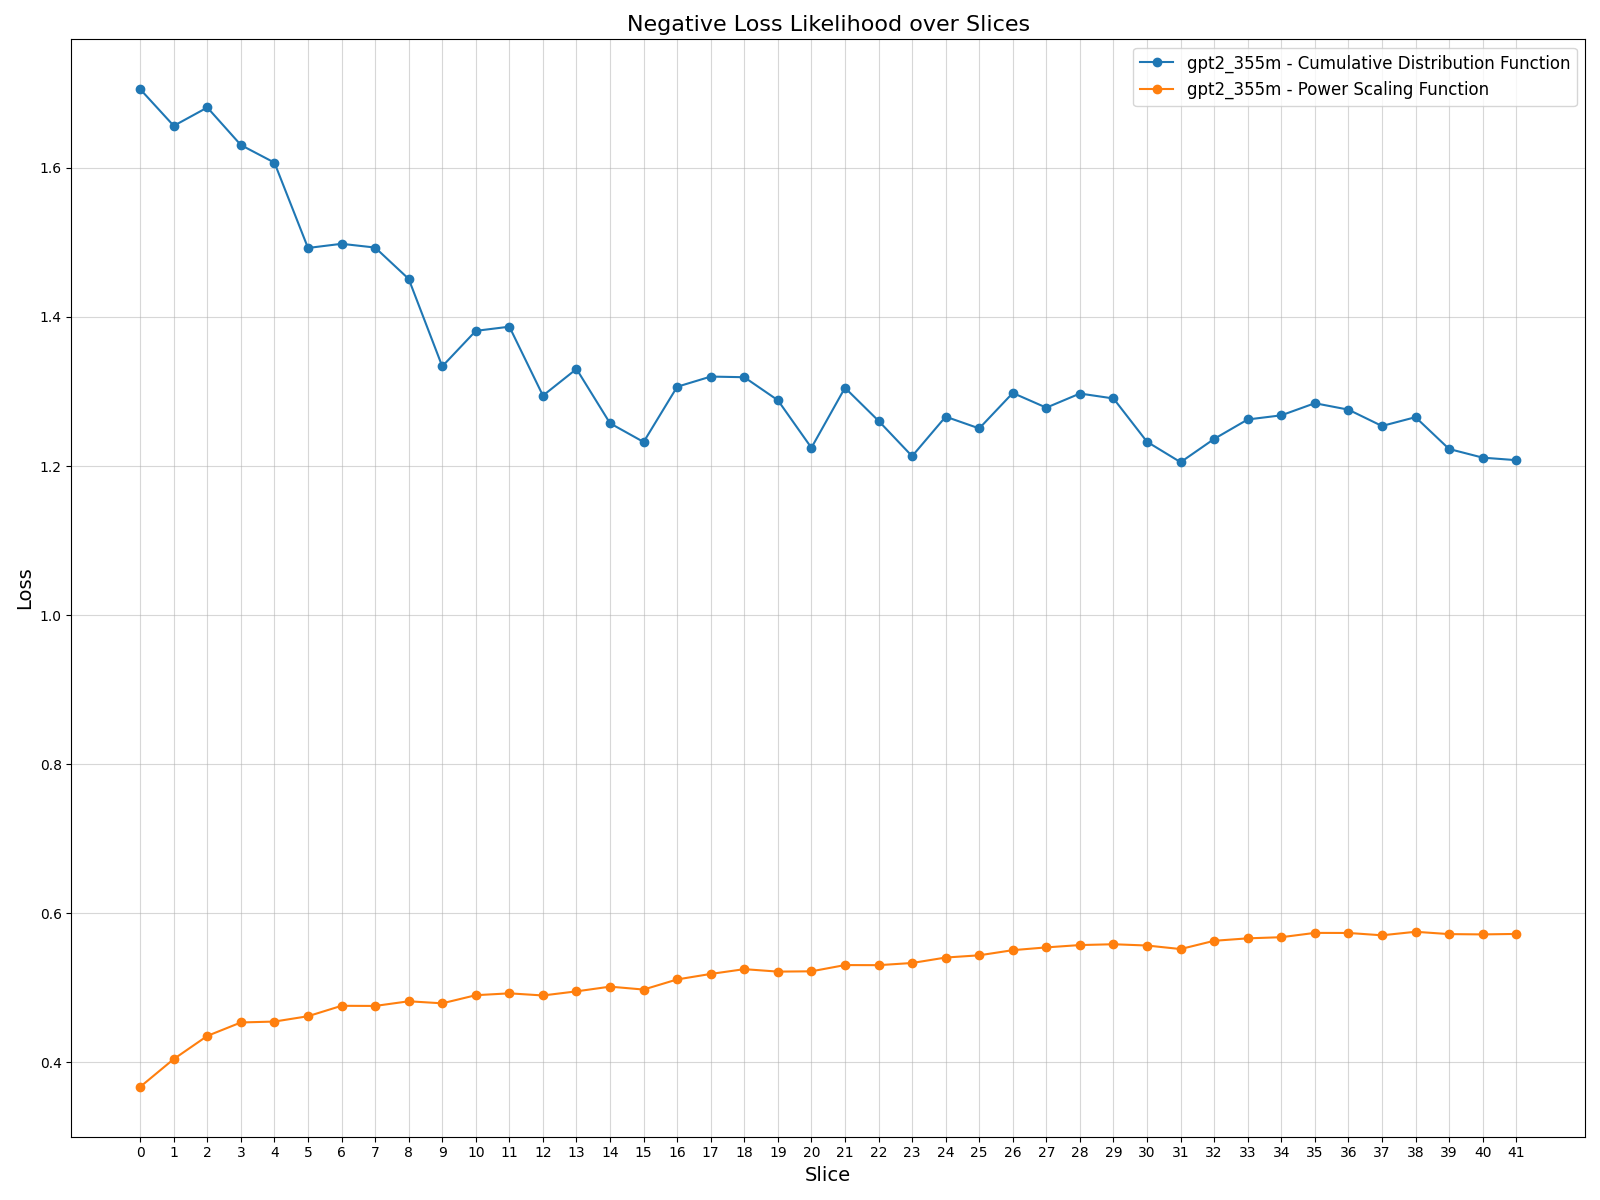 Negative Loss Likelihood over Slices
gpt2_355m - Cumulative Distribution Function
gpt2_355m - Power Scaling Function
1.6
1.4
1.2
1.0
0.8
0.6
0.4
Loss
0 1 2 3 4 5 6 7 8 9 10 11 12 13 14 15 16 17 18 19 20 21 22 23 24 25 26 27 28 29 30 31 32 33 34 35 36 37 38 39 40 41
Slice